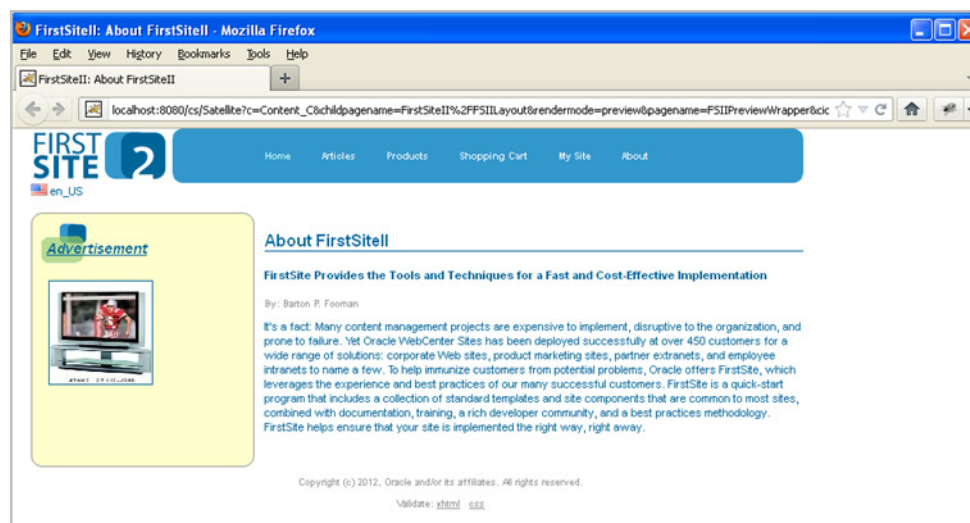 FirstSiteII: About FirstSiteII - Mozilla Firefox
File Edit View History Bookmarks Tools Help
FirstSiteII: About FirstSiteII
localhost:8080/cs/Satellite?c=Content_C&childpagename=FirstSiteII%2FFSIILayout&rendermode=preview&pagename=FSIIPreviewWrapper&cic
FIRST
SITE 2
Home Articles Products Shopping Cart My Site About
en_US
Advertisement
About FirstSiteII
FirstSite Provides the Tools and Techniques for a Fast and Cost-Effective Implementation
By: Barton P. Fooman
It's a fact: Many content management projects are expensive to implement, disruptive to the organization, and
prone to failure. Yet Oracle WebCenter Sites has been deployed successfully at over 450 customers for a
wide range of solutions: corporate Web sites, product marketing sites, partner extranets, and employee
intranets to name a few. To help immunize customers from potential problems, Oracle offers FirstSite, which
leverages the experience and best practices of our many successful customers. FirstSite is a quick-start
program that includes a collection of standard templates and site components that are common to most sites,
combined with documentation, training, a rich developer community, and a best practices methodology.
FirstSite helps ensure that your site is implemented the right way, right away.
Copyright (c) 2012, Oracle and/or its affiliates. All rights reserved.
Validate: xhtml css